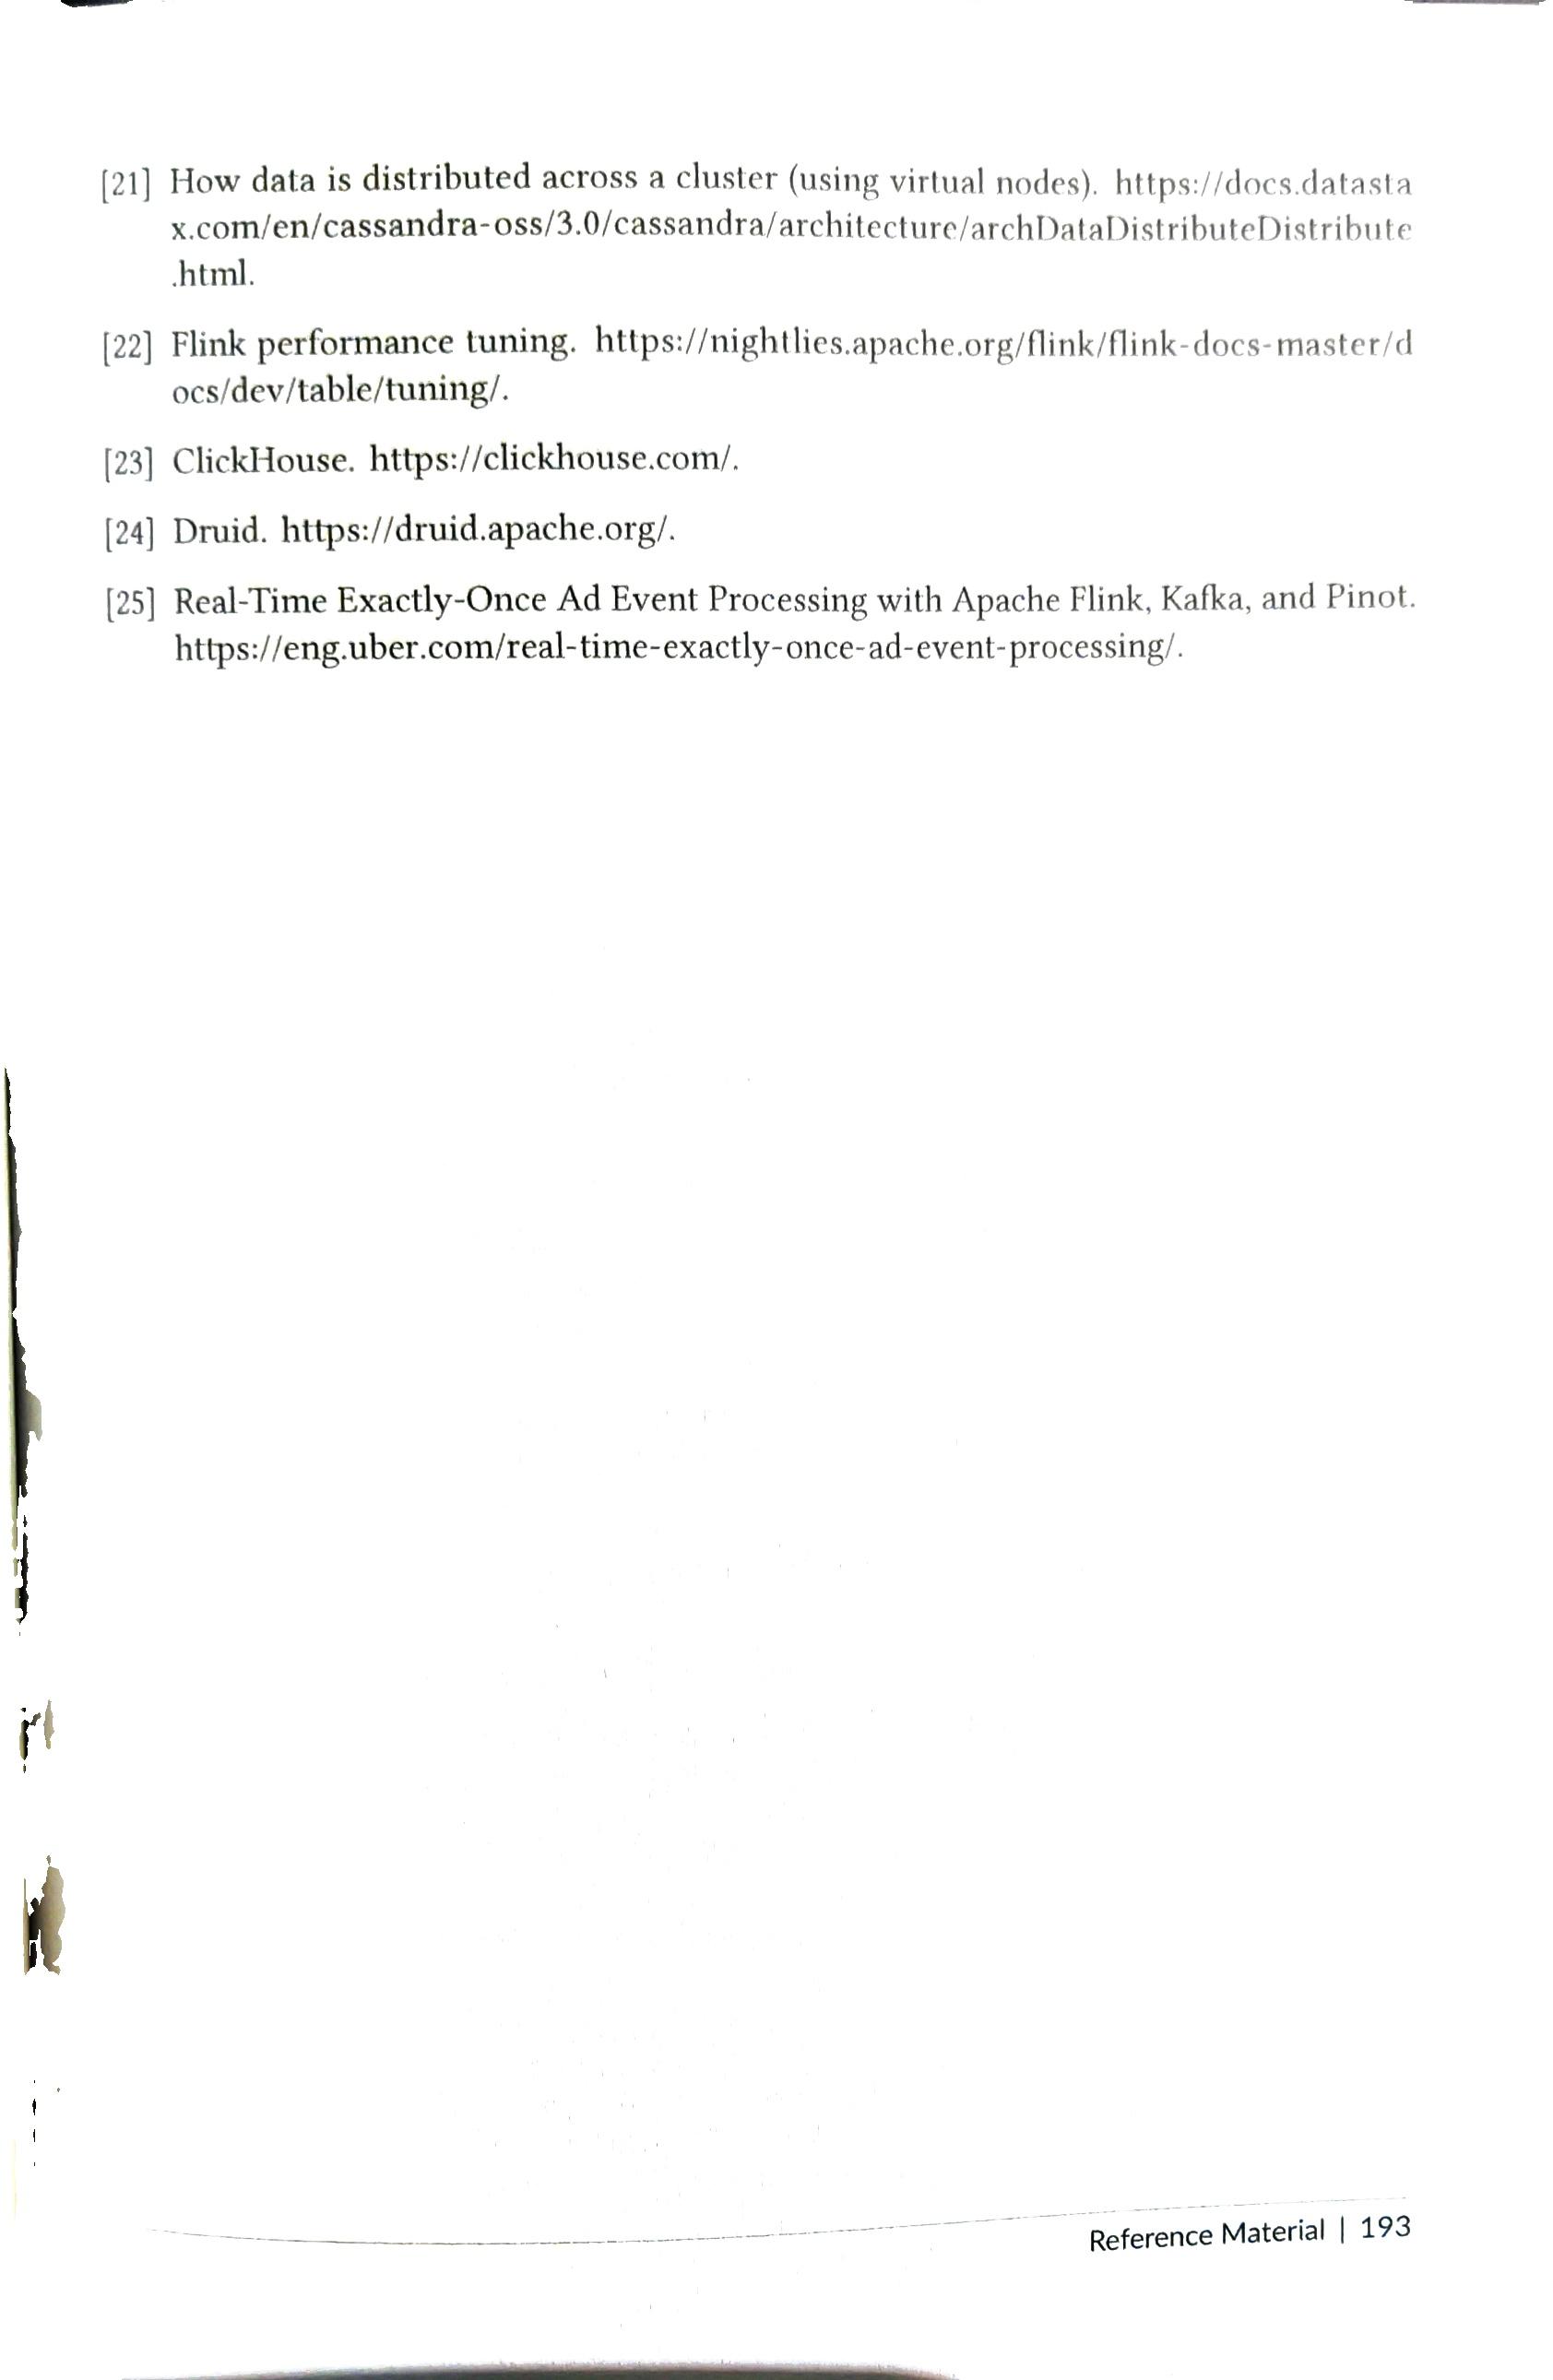 [21] How data is distributed across a cluster (using virtual nodes). https://docs.datasta
x.com/en/cassandra-oss/3.0/cassandra/architecture/archDataDistributeDistribute
.html.
[22] Flink performance tuning. https://nightlies.apache.org/flink/flink-docs-master/d
ocs/dev/table/tuning/.
[23] ClickHouse. https://clickhouse.com/.
[24] Druid. https://druid.apache.org/.
[25] Real-Time Exactly-Once Ad Event Processing with Apache Flink, Kafka, and Pinot.
https://eng.uber.com/real-time-exactly-once-ad-event-processing/.
Reference Material | 193